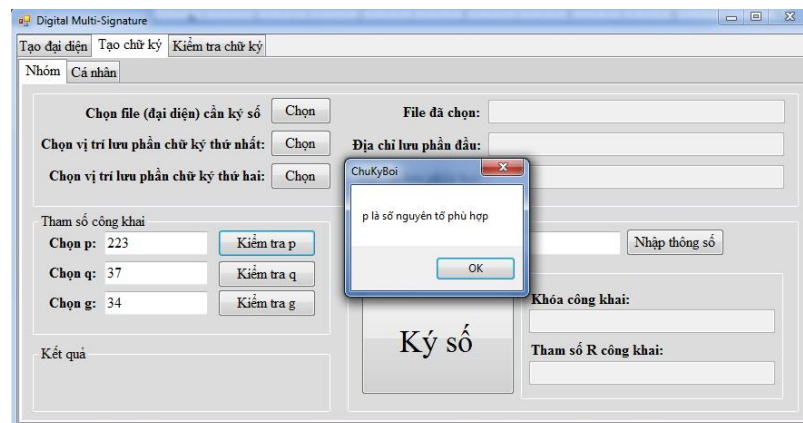 Digital Multi-Signature
Tạo đại diện Tạo chữ ký Kiểm tra chữ ký
Nhóm Cá nhân
Chọn file (đại diện) cần ký số Chọn File đã chọn:
Chọn vị trí lưu phần chữ ký thứ nhất: Chọn Địa chỉ lưu phần đầu:
Chọn vị trí lưu phần chữ ký thứ hai: Chọn
ChuKyBoi
p là số nguyên tố phù hợp
OK
Tham số công khai
Chọn p: 223 Kiểm tra p Nhập thông số
Chọn q: 37 Kiểm tra q
Chọn g: 34 Kiểm tra g
Khóa công khai:
Ký số
Tham số R công khai:
Kết quả